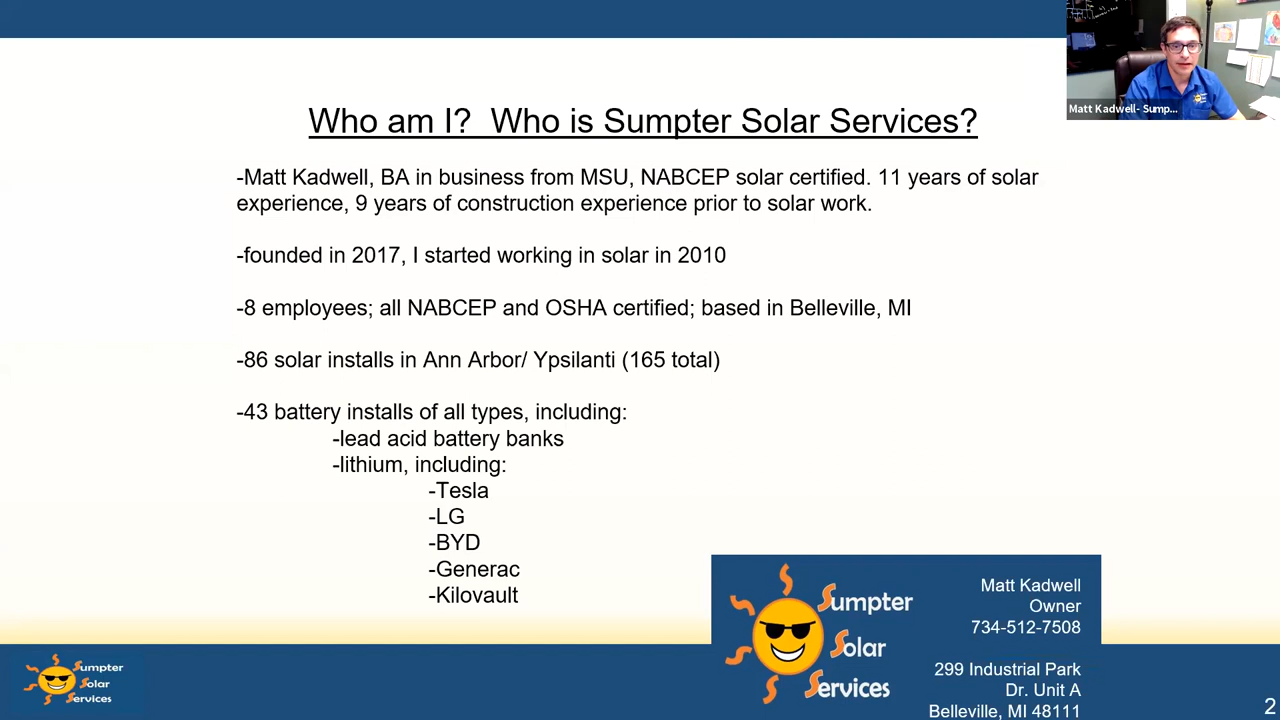 Matt Kadwell- Sump...
Who am I?  Who is Sumpter Solar Services?
-Matt Kadwell, BA in business from MSU, NABCEP solar certified. 11 years of solar
experience, 9 years of construction experience prior to solar work.
-founded in 2017, I started working in solar in 2010
-8 employees; all NABCEP and OSHA certified; based in Belleville, MI
-86 solar installs in Ann Arbor/ Ypsilanti (165 total)
-43 battery installs of all types, including:
-lead acid battery banks
-lithium, including:
-Tesla
-LG
-BYD
-Generac
-Kilovault
Sumpter
Solar
Services
Matt Kadwell
Owner
734-512-7508
299 Industrial Park
Dr. Unit A
Belleville, MI 48111
Sumpter
Solar
Services
2